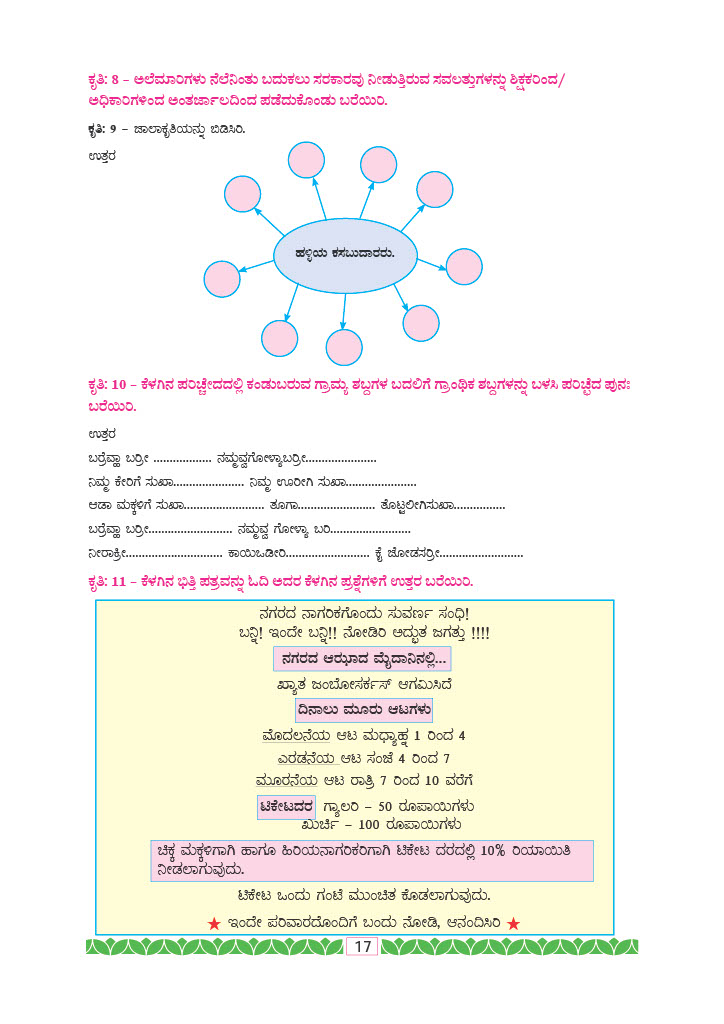 ಕೃತಿ: 8 – ಅಲೆಮಾರಿಗಳು ನೆಲೆನಿಂತು ಬದುಕಲು ಸರಕಾರವು ನೀಡುತ್ತಿರುವ ಸವಲತ್ತುಗಳನ್ನು ಶಿಕ್ಷಕರಿಂದ/
ಅಧಿಕಾರಿಗಳಿಂದ ಅಂತರ್ಜಾಲದಿಂದ ಪಡೆದುಕೊಂಡು ಬರೆಯಿರಿ.
ಕೃತಿ: 9 – ಜಾಲಾಕೃತಿಯನ್ನು ಬಿಡಿಸಿರಿ.
ಉತ್ತರ
ಹಳ್ಳಿಯ ಕಸಬುದಾರರು.
ಕೃತಿ: 10 – ಕೆಳಗಿನ ಪರಿಚ್ಚೇದದಲ್ಲಿ ಕಂಡುಬರುವ ಗ್ರಾಮ್ಯ ಶಬ್ದಗಳ ಬದಲಿಗೆ ಗ್ರಾಂಥಿಕ ಶಬ್ದಗಳನ್ನು ಬಳಸಿ ಪರಿಚ್ಛೆದ ಪುನಃ
ಬರೆಯಿರಿ.
ಉತ್ತರ
ಬರ್ರೆವ್ವಾ ಬರ್ರೀ .................. ನಮ್ಮವ್ವಗೋಳ್ಯಾಬರ್ರೀ......................
ನಿಮ್ಮ ಕೇರಿಗೆ ಸುಖಾ...................... ನಿಮ್ಮ ಊರೀಗಿ ಸುಖಾ......................
ಆಡಾ ಮಕ್ಕಳಿಗೆ ಸುಖಾ......................... ತೂಗಾ........................ ತೊಟ್ಟಲೀಗಿಸುಖಾ................
ಬರ್ರೆವ್ವಾ ಬರ್ರೀ.......................... ನಮ್ಮವ್ವ ಗೋಳ್ಯಾ ಬರಿ.........................
ನೀರಾಕ್ರೀ.............................. ಕಾಯಿಒಡೀರಿ.......................... ಕೈ ಜೋಡಸರ್ರೀ..........................
ಕೃತಿ: 11 – ಕೆಳಗಿನ ಭಿತ್ತಿ ಪತ್ರವನ್ನು ಓದಿ ಅದರ ಕೆಳಗಿನ ಪ್ರಶ್ನೆಗಳಿಗೆ ಉತ್ತರ ಬರೆಯಿರಿ.
ನಗರದ ನಾಗರಿಕಗೊಂದು ಸುವರ್ಣ ಸಂಧಿ!
ಬನ್ನಿ! ಇಂದೇ ಬನ್ನಿ!! ನೋಡಿರಿ ಅದ್ಭುತ ಜಗತ್ತು !!!!
ನಗರದ ಆಝಾದ ಮೈದಾನಿನಲ್ಲಿ...
ಖ್ಯಾತ ಜಂಬೋಸರ್ಕಸ್ ಆಗಮಿಸಿದೆ
ದಿನಾಲು ಮೂರು ಆಟಗಳು
ಮೊದಲನೆಯ ಆಟ ಮಧ್ಯಾಹ್ನ 1 ರಿಂದ 4
ಎರಡನೆಯ ಆಟ ಸಂಜೆ 4 ರಿಂದ 7
ಮೂರನೆಯ ಆಟ ರಾತ್ರಿ 7 ರಿಂದ 10 ವರೆಗೆ
ಟಿಕೇಟದರ ಗ್ಯಾಲರಿ – 50 ರೂಪಾಯಿಗಳು
ಖುರ್ಚಿ – 100 ರೂಪಾಯಿಗಳು
ಚಿಕ್ಕ ಮಕ್ಕಳಿಗಾಗಿ ಹಾಗೂ ಹಿರಿಯನಾಗರಿಕರಿಗಾಗಿ ಟಿಕೇಟ ದರದಲ್ಲಿ 10% ರಿಯಾಯಿತಿ
ನೀಡಲಾಗುವುದು.
ಟಿಕೇಟ ಒಂದು ಗಂಟೆ ಮುಂಚಿತ ಕೊಡಲಾಗುವುದು.
★ ಇಂದೇ ಪರಿವಾರದೊಂದಿಗೆ ಬಂದು ನೋಡಿ, ಆನಂದಿಸಿರಿ ★
17